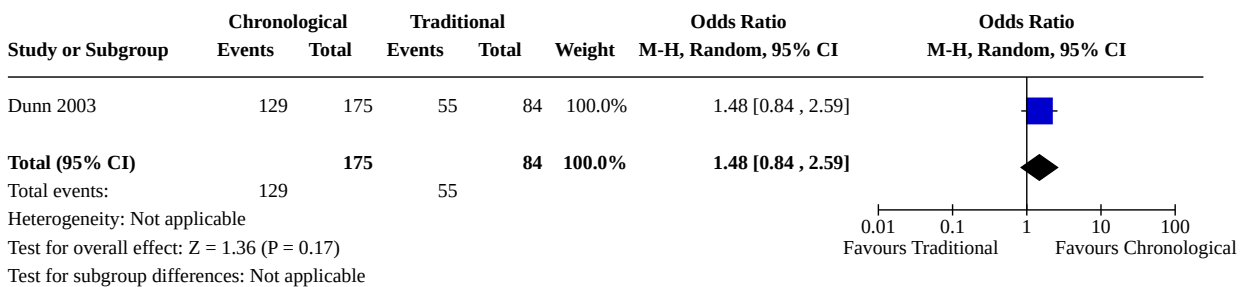 Chronological Traditional Odds Ratio Odds Ratio
Study or Subgroup Events Total Events Total Weight M-H, Random, 95% CI M-H, Random, 95% CI
Dunn 2003 129 175 55 84 100.0% 1.48 [0.84 , 2.59]
Total (95% CI) 175 84 100.0% 1.48 [0.84 , 2.59]
Total events: 129 55
Heterogeneity: Not applicable
0.01 0.1 1 10 100
Test for overall effect: Z = 1.36 (P = 0.17) Favours Traditional Favours Chronological
Test for subgroup differences: Not applicable